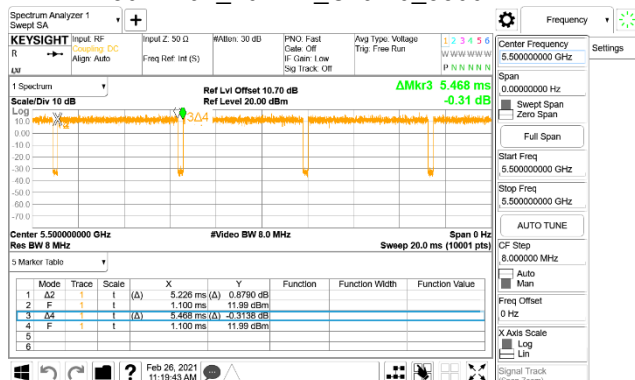 Spectrum Analyzer 1
Swept SA
+
Frequency
KEYSIGHT
R
Input: RF
Coupling: DC
Align: Auto
Input Z: 50 Ω
Freq Ref: Int (S)
#Atten: 30 dB
PNO: Fast
Gate: Off
IF Gain: Low
Sig Track: Off
Avg Type: Voltage
Trig: Free Run
1 2 3 4 5 6
W W W W W W
P N N N N N
1 Spectrum
Scale/Div 10 dB
Ref Lvl Offset 10.70 dB
Ref Level 20.00 dBm
ΔMkr3 5.468 ms
-0.31 dB
Log
10.0
0.00
-10.0
-20.0
-30.0
-40.0
-50.0
-60.0
-70.0
3Δ4
Center 5.500000000 GHz
Res BW 8 MHz
#Video BW 8.0 MHz
Span 0 Hz
Sweep 20.0 ms (10001 pts)
5 Marker Table
Mode Trace Scale X Y Function Function Width Function Value
1 Δ2 1 t (Δ) 5.226 ms (Δ) 0.8790 dB
2 F 1 t 1.100 ms 11.99 dBm
3 Δ4 1 t (Δ) 5.468 ms (Δ) -0.3138 dB
4 F 1 t 1.100 ms 11.99 dBm
5
6
Feb 26, 2021
11:19:43 AM
Center Frequency
5.500000000 GHz
Span
0.00000000 Hz
Swept Span
Zero Span
Full Span
Start Freq
5.500000000 GHz
Stop Freq
5.500000000 GHz
AUTO TUNE
CF Step
8.000000 MHz
Auto
Man
Freq Offset
0 Hz
X Axis Scale
Log
Lin
Signal Track
Settings